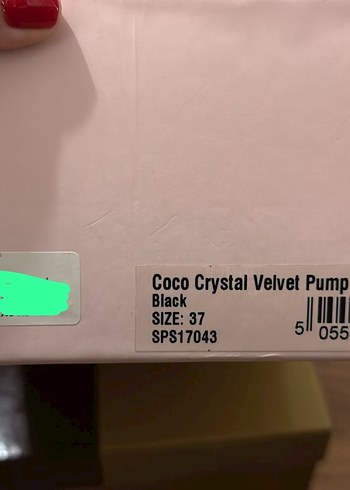 Coco Crystal Velvet Pump
Black
SIZE: 37
SPS17043
5 055